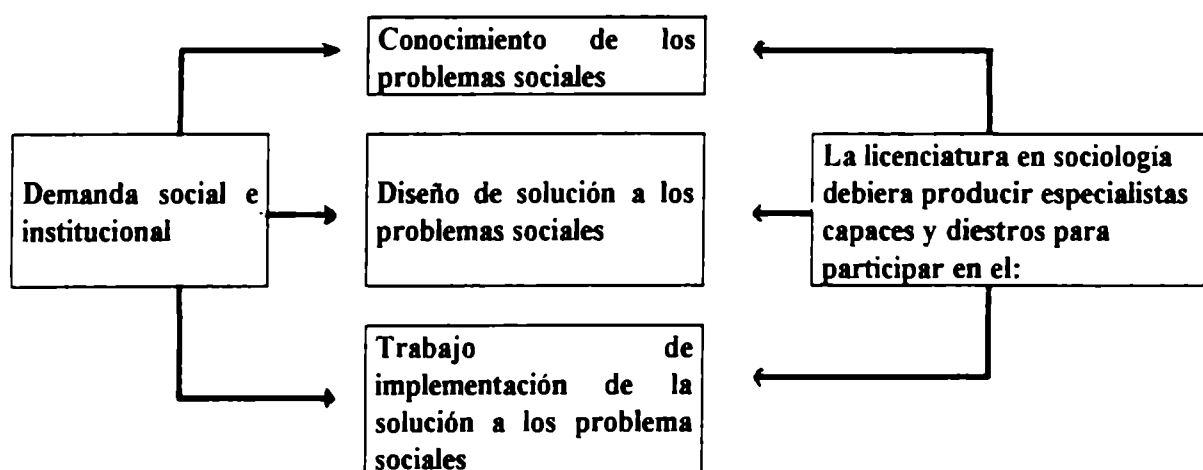 Conocimiento de los
problemas sociales
Demanda social e
institucional
Diseño de solución a los
problemas sociales
La licenciatura en sociología
debiera producir especialistas
capaces y diestros para
participar en el:
Trabajo de
implementación de la
solución a los problema
sociales